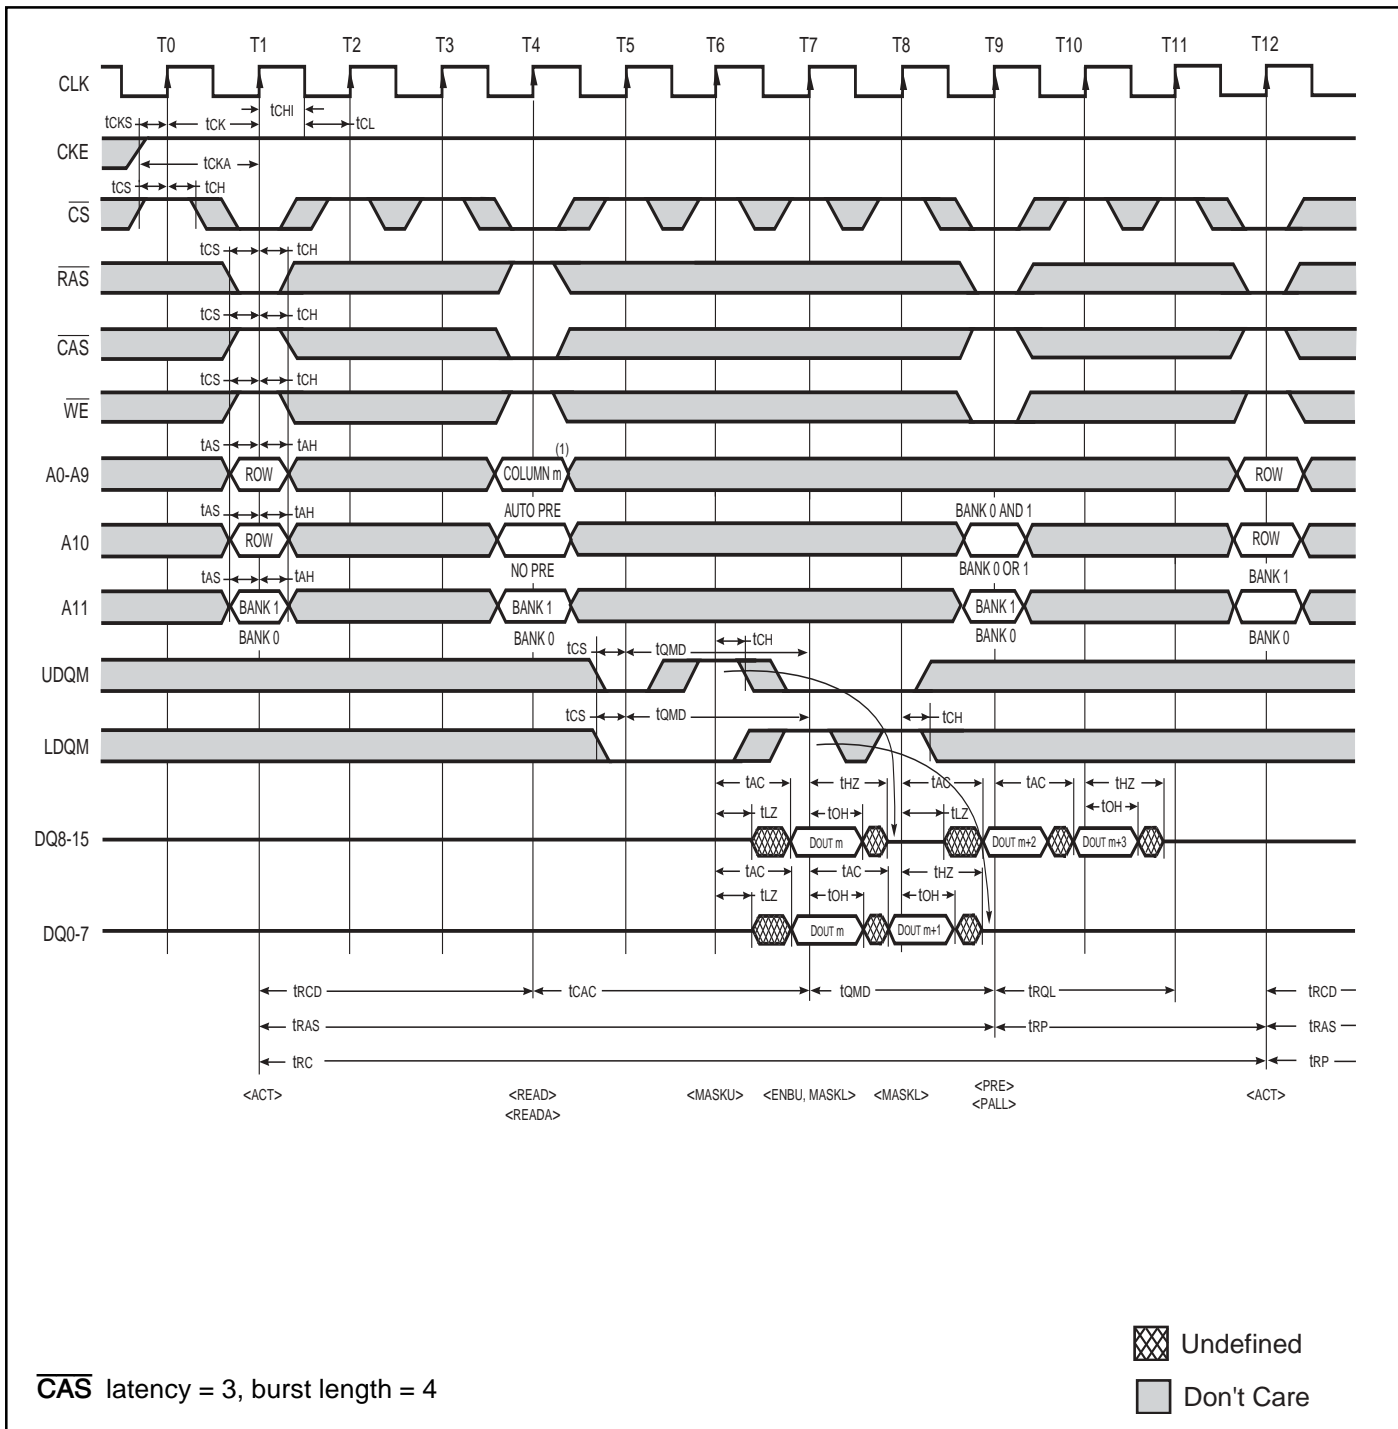 T0 T1 T2 T3 T4 T5 T6 T7 T8 T9 T10 T11 T12
CLK
tCHI
tCKS tCK tCL
CKE
tCKA
tCS tCH
CS
tCS tCH
RAS
tCS tCH
CAS
tCS tCH
WE
tAS tAH (1)
A0-A9 ROW COLUMN m ROW
tAS tAH AUTO PRE BANK 0 AND 1
A10 ROW ROW
tAS tAH NO PRE BANK 0 OR 1 BANK 1
A11 BANK 1 BANK 1 BANK 1
BANK 0 BANK 0 BANK 0 BANK 0
tCS tQMD tCH
UDQM
tCS tQMD tCH
LDQM
tAC tHZ tAC tAC tHZ
tLZ tOH tLZ tOH
DQ8-15 DOUT m DOUT m+2 DOUT m+3
tAC tAC tHZ
tLZ tOH tOH
DQ0-7 DOUT m DOUT m+1
tRCD tCAC tQMD tRQL tRCD
tRAS tRP tRAS
tRC tRP
<ACT> <READ> <MASKU> <ENBU, MASKL> <MASKL> <PRE> <ACT>
<READA> <PALL>
Undefined
CAS latency = 3, burst length = 4
Don't Care